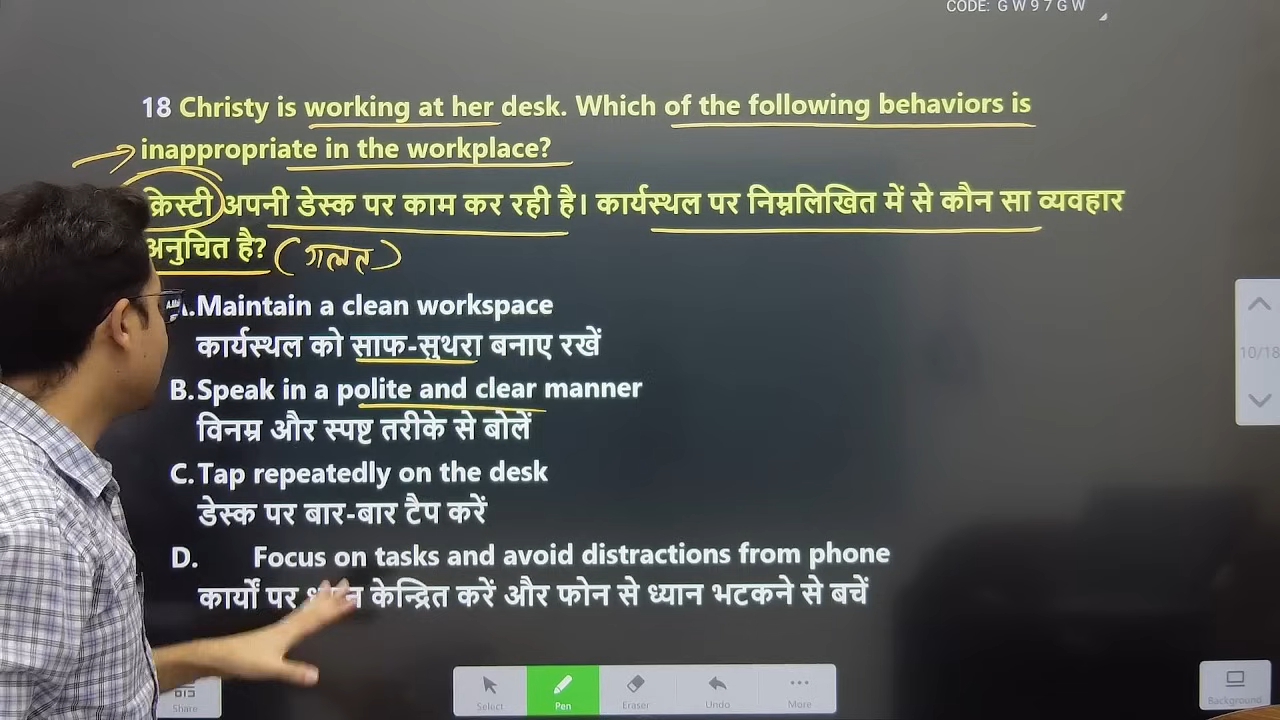 CODE: GW97GW
18 Christy is working at her desk. Which of the following behaviors is
inappropriate in the workplace?
क्रिस्टी अपनी डेस्क पर काम कर रही है। कार्यस्थल पर निम्नलिखित में से कौन सा व्यवहार
अनुचित है? (गलत)
A.Maintain a clean workspace
कार्यस्थल को साफ-सुथरा बनाए रखें
B.Speak in a polite and clear manner
विनम्र और स्पष्ट तरीके से बोलें
C.Tap repeatedly on the desk
डेस्क पर बार-बार टैप करें
D. Focus on tasks and avoid distractions from phone
कार्यों पर ध्यान केन्द्रित करें और फोन से ध्यान भटकने से बचें
10/18
Share
Select Pen Eraser Undo More
Background